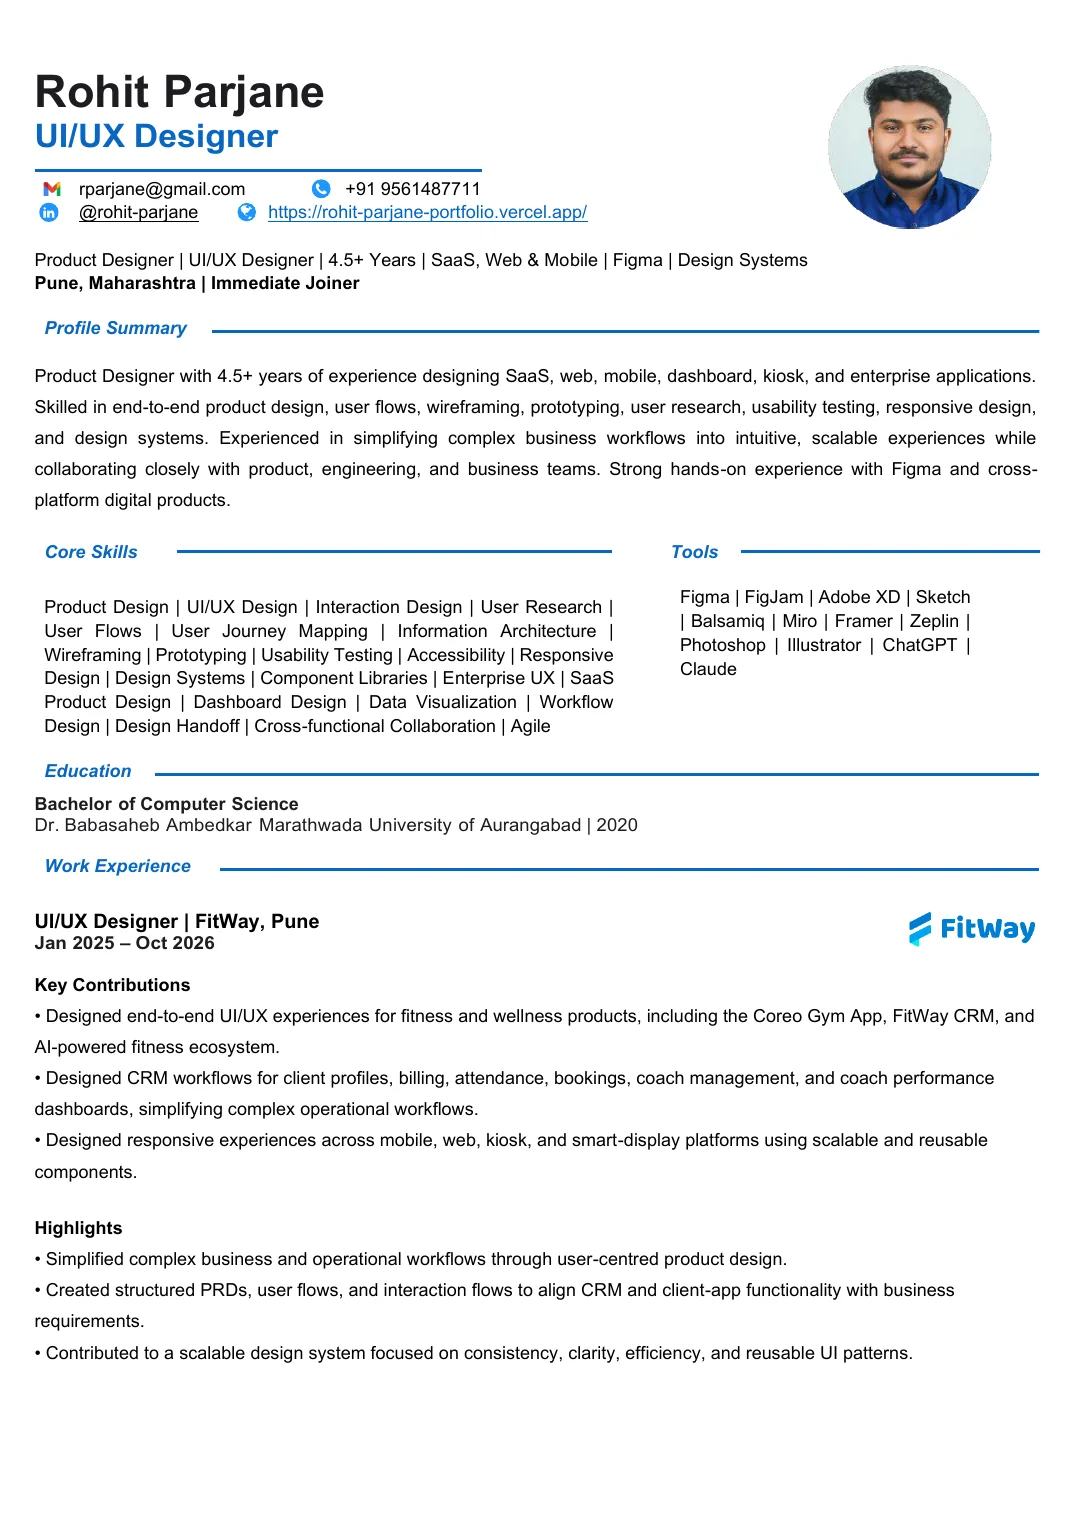 Rohit Parjane
UI/UX Designer
rparjane@gmail.com +91 9561487711
@rohit-parjane https://rohit-parjane-portfolio.vercel.app/
Product Designer | UI/UX Designer | 4.5+ Years | SaaS, Web & Mobile | Figma | Design Systems
Pune, Maharashtra | Immediate Joiner
Profile Summary
Product Designer with 4.5+ years of experience designing SaaS, web, mobile, dashboard, kiosk, and enterprise applications.
Skilled in end-to-end product design, user flows, wireframing, prototyping, user research, usability testing, responsive design,
and design systems. Experienced in simplifying complex business workflows into intuitive, scalable experiences while
collaborating closely with product, engineering, and business teams. Strong hands-on experience with Figma and cross-
platform digital products.
Core Skills
Product Design | UI/UX Design | Interaction Design | User Research |
User Flows | User Journey Mapping | Information Architecture |
Wireframing | Prototyping | Usability Testing | Accessibility | Responsive
Design | Design Systems | Component Libraries | Enterprise UX | SaaS
Product Design | Dashboard Design | Data Visualization | Workflow
Design | Design Handoff | Cross-functional Collaboration | Agile
Tools
Figma | FigJam | Adobe XD | Sketch
| Balsamiq | Miro | Framer | Zeplin |
Photoshop | Illustrator | ChatGPT |
Claude
Education
Bachelor of Computer Science
Dr. Babasaheb Ambedkar Marathwada University of Aurangabad | 2020
Work Experience
UI/UX Designer | FitWay, Pune
Jan 2025 – Oct 2026
FitWay
Key Contributions
• Designed end-to-end UI/UX experiences for fitness and wellness products, including the Coreo Gym App, FitWay CRM, and
AI-powered fitness ecosystem.
• Designed CRM workflows for client profiles, billing, attendance, bookings, coach management, and coach performance
dashboards, simplifying complex operational workflows.
• Designed responsive experiences across mobile, web, kiosk, and smart-display platforms using scalable and reusable
components.
Highlights
• Simplified complex business and operational workflows through user-centred product design.
• Created structured PRDs, user flows, and interaction flows to align CRM and client-app functionality with business
requirements.
• Contributed to a scalable design system focused on consistency, clarity, efficiency, and reusable UI patterns.